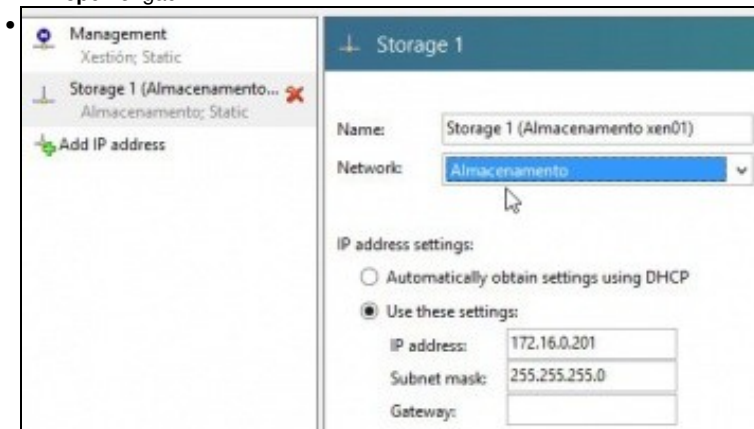 Management
Xestión; Static
Storage 1 (Almacenamento...
Almacenamento; Static
Add IP address
Storage 1
Name: Storage 1 (Almacenamento xen01)
Network: Almacenamento
IP address settings:
Automatically obtain settings using DHCP
Use these settings:
IP address: 172.16.0.201
Subnet mask: 255.255.255.0
Gateway: